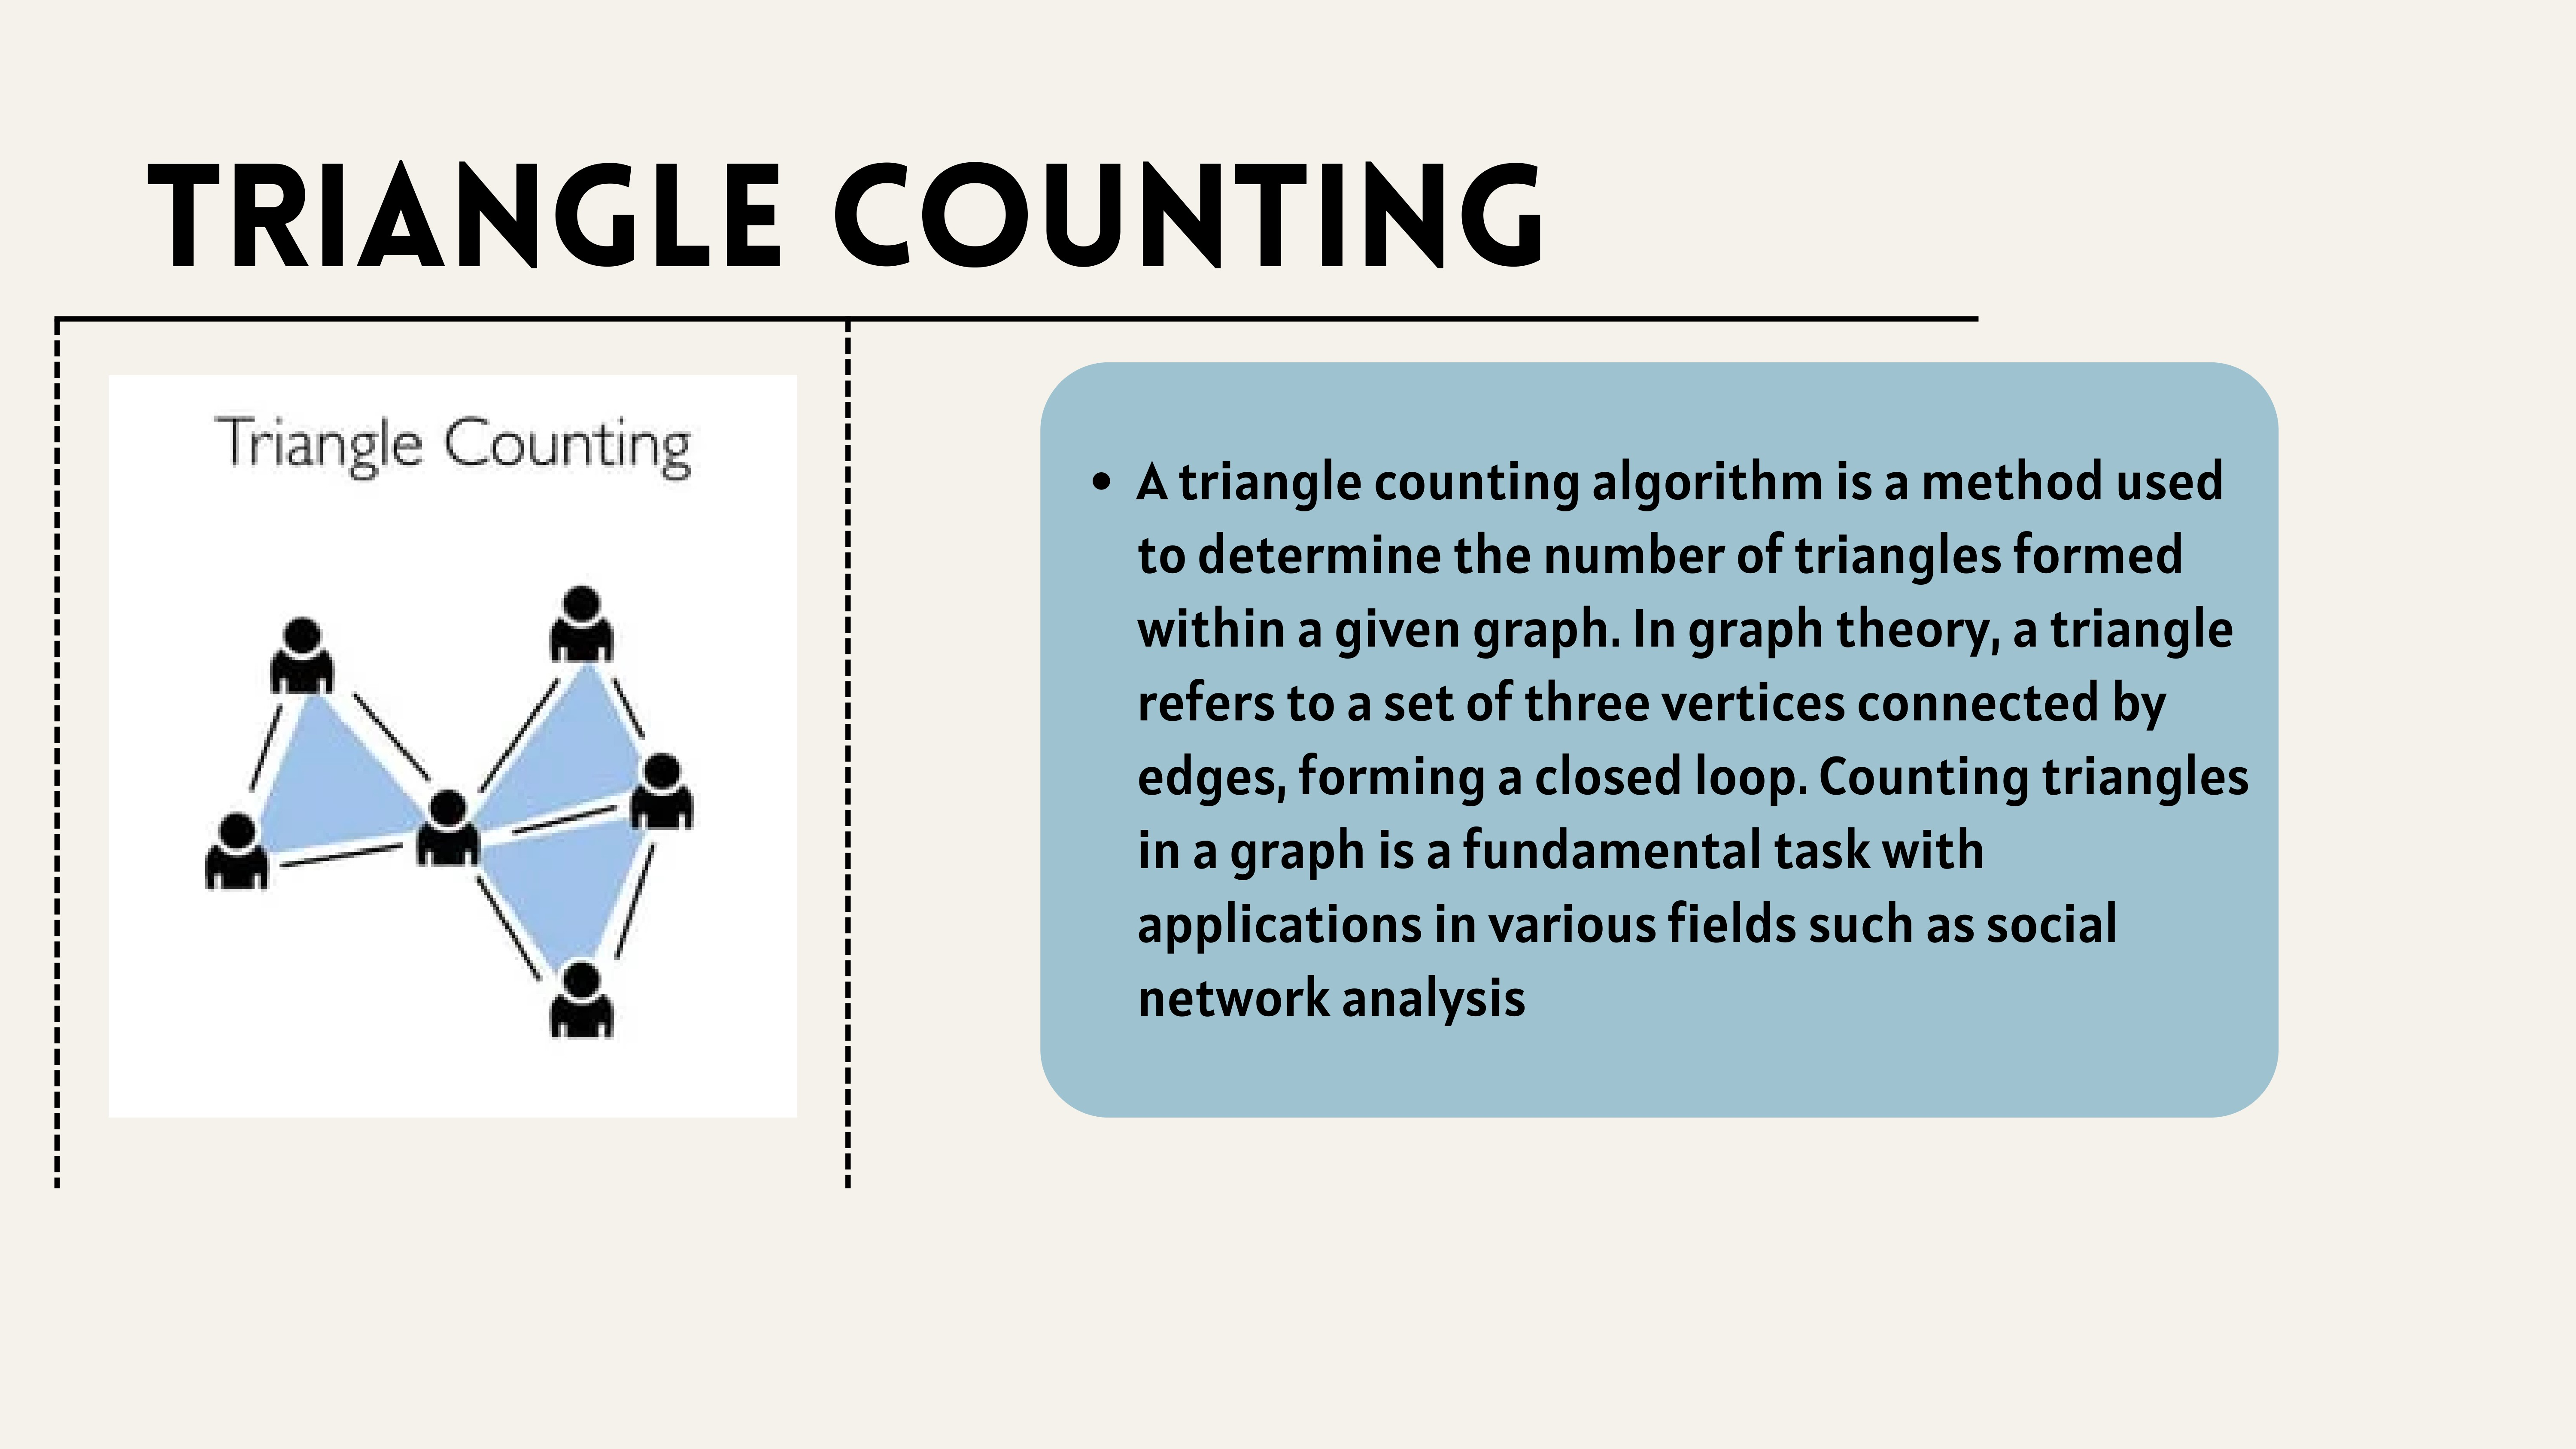 TRIANGLE COUNTING
Triangle Counting
• A triangle counting algorithm is a method used
to determine the number of triangles formed
within a given graph. In graph theory, a triangle
refers to a set of three vertices connected by
edges, forming a closed loop. Counting triangles
in a graph is a fundamental task with
applications in various fields such as social
network analysis